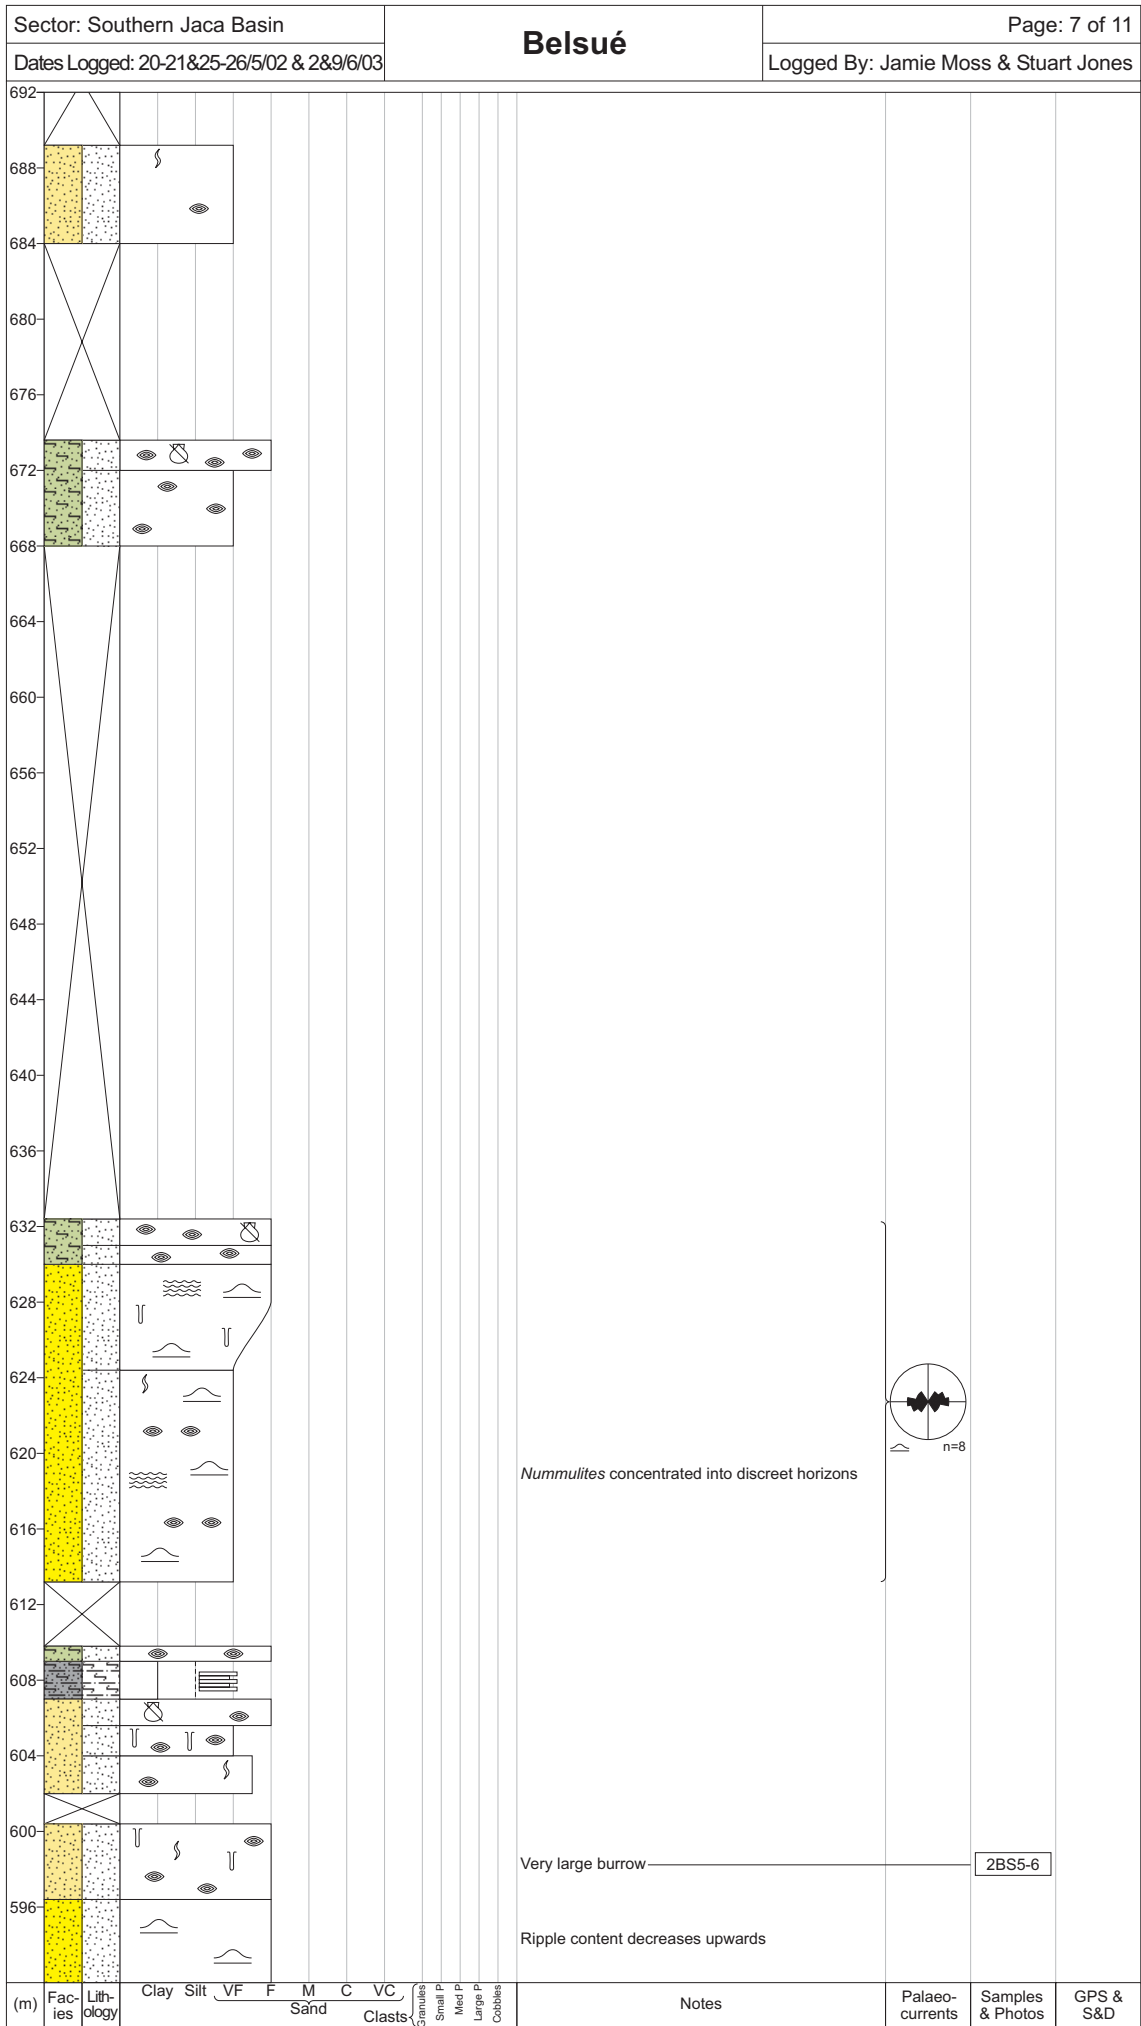 Sector: Southern Jaca Basin
Dates Logged: 20-21&25-26/5/02 & 2&9/6/03
Belsué
Page: 7 of 11
Logged By: Jamie Moss & Stuart Jones
692
688
684
680
676
672
668
664
660
656
652
648
644
640
636
632
628
624
620
n=8
Nummulites concentrated into discreet horizons
616
612
608
604
600
Very large burrow
2BS5-6
596
Ripple content decreases upwards
(m)
Fac-
ies
Lith-
ology
Clay Silt VF F M C VC
Sand
Clasts
Granules
Small P
Med P
Large P
Cobbles
Notes
Palaeo-
currents
Samples
& Photos
GPS &
S&D